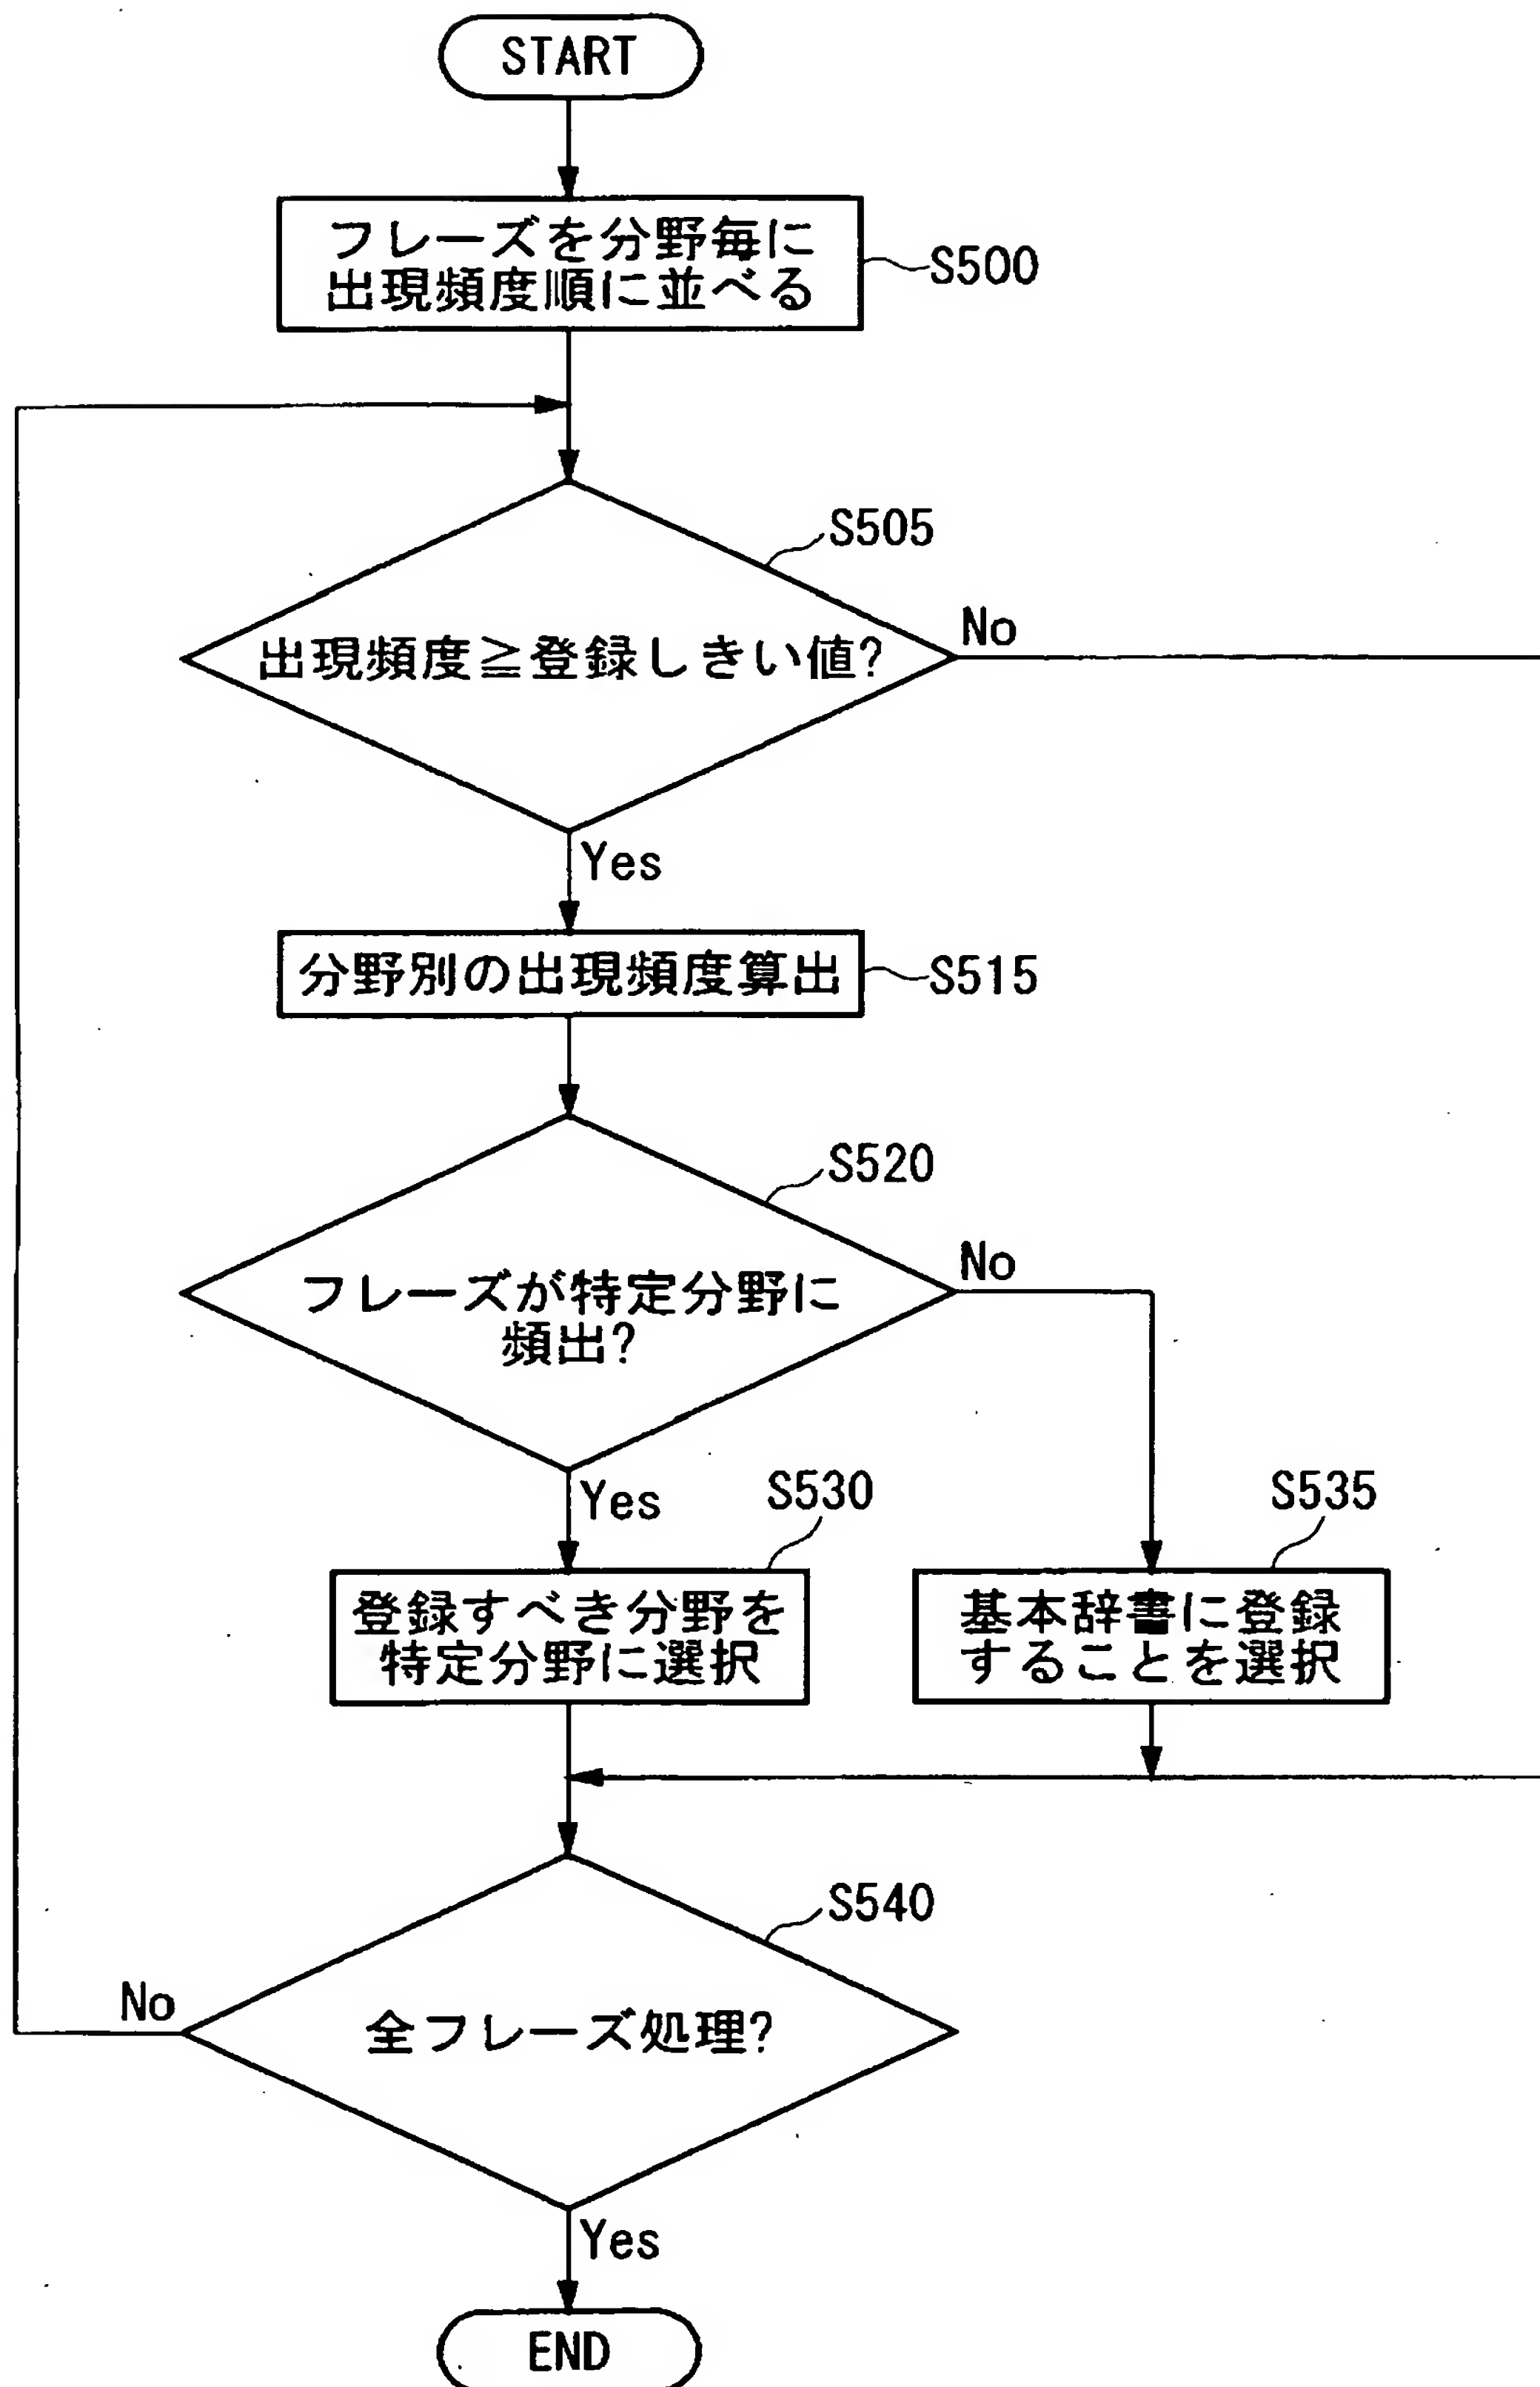 START
フレーズを分野毎に
出現頻度順に並べる
S500
S505
出現頻度≧登録しきい値?
No
Yes
分野別の出現頻度算出
S515
S520
フレーズが特定分野に
頻出?
No
Yes
S530
S535
登録すべき分野を
特定分野に選択
基本辞書に登録
することを選択
S540
全フレーズ処理?
No
Yes
END